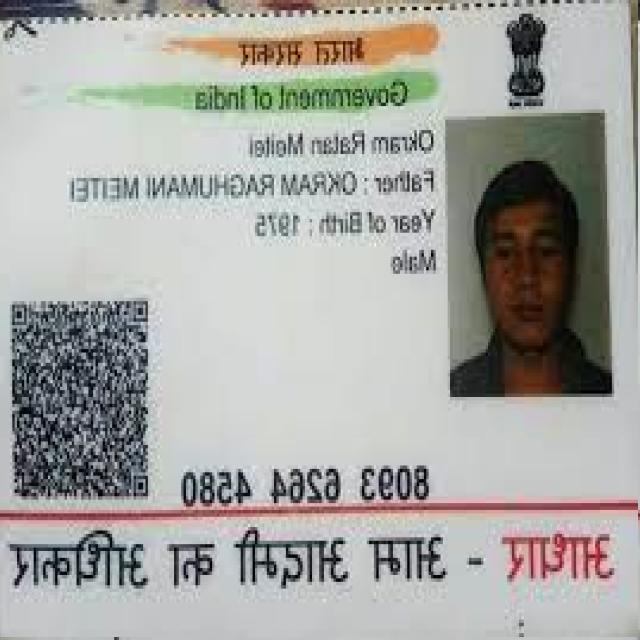 भारत सरकार
Government of India
Okram Ratan Meitei
Father : OKRAM RAGHUMANI MEITEI
Year of Birth : 1975
Male
8093 6264 4580
आधार - आम आदमी का अधिकार